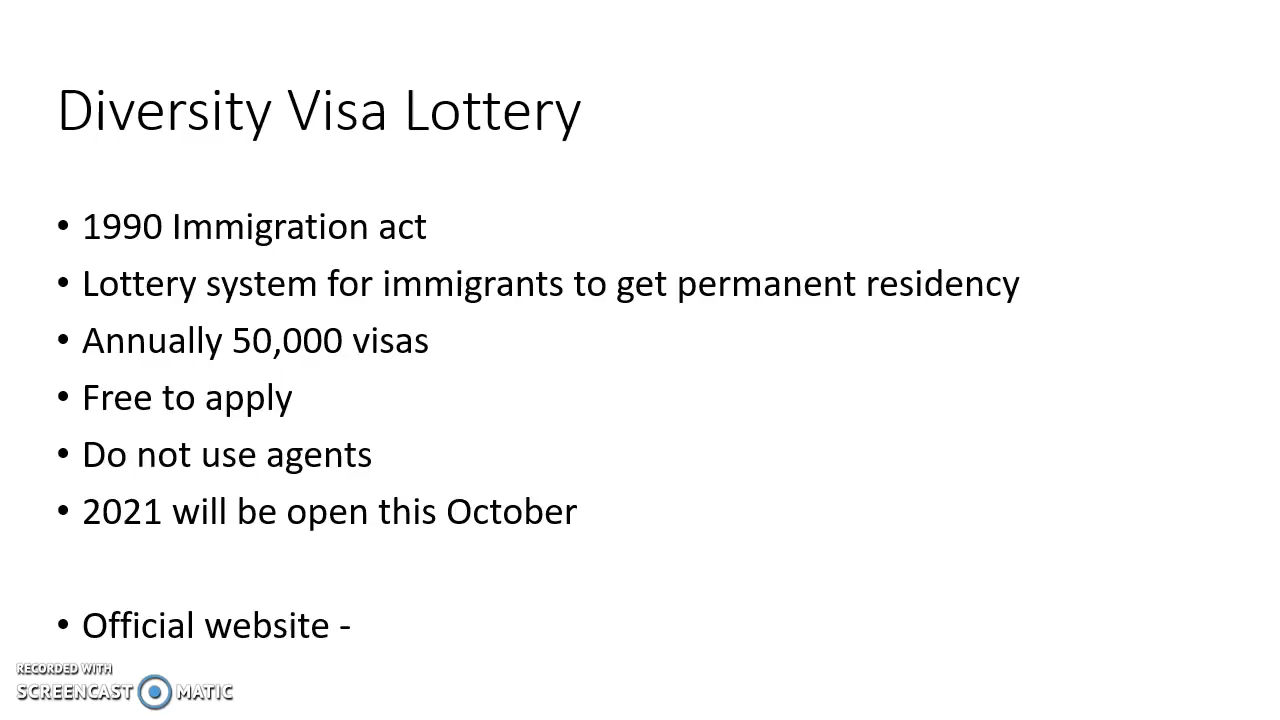 Diversity Visa Lottery
• 1990 Immigration act
• Lottery system for immigrants to get permanent residency
• Annually 50,000 visas
• Free to apply
• Do not use agents
• 2021 will be open this October
• Official website -
RECORDED WITH
SCREENCAST MATIC